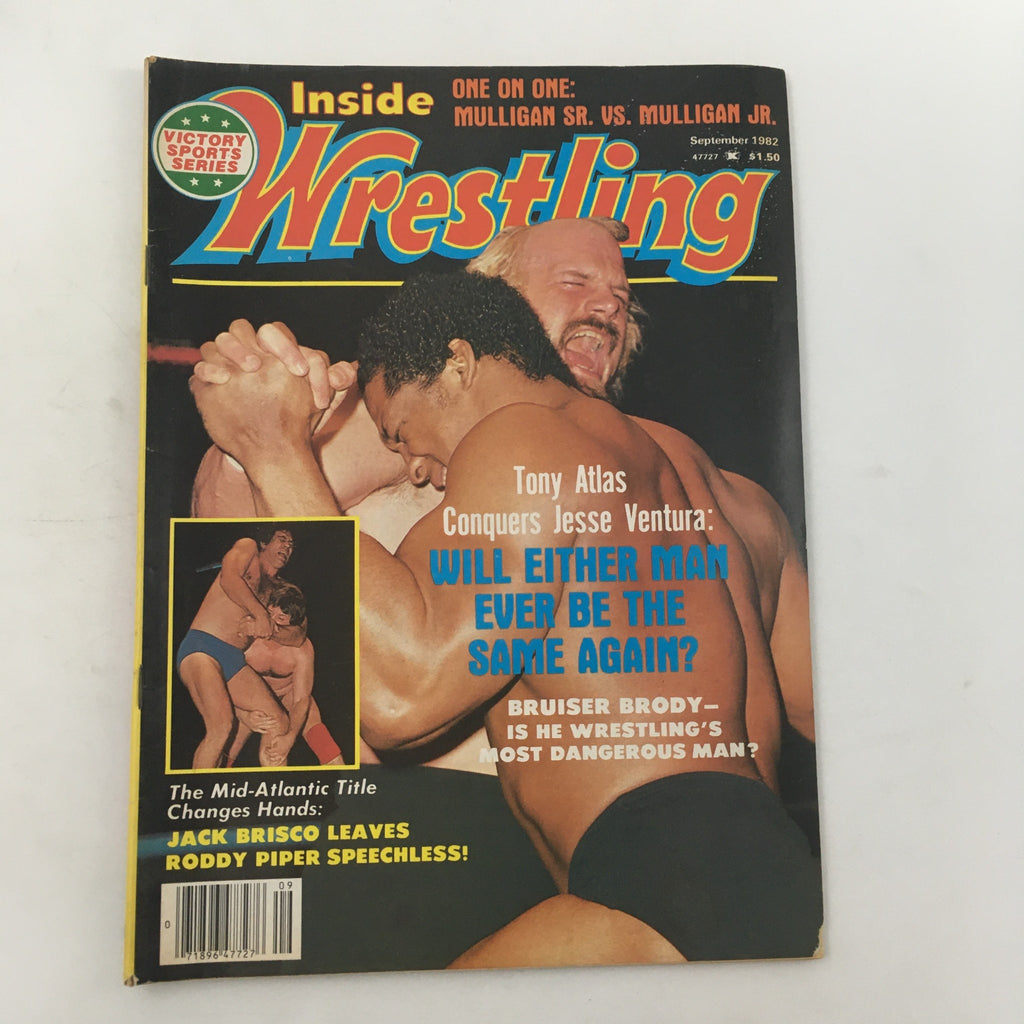 Inside
ONE ON ONE:
MULLIGAN SR. VS. MULLIGAN JR.
VICTORY
SPORTS
SERIES
September 1982
47727 K $1.50
Wrestling
Tony Atlas
Conquers Jesse Ventura:
WILL EITHER MAN
EVER BE THE
SAME AGAIN?
BRUISER BRODY—
IS HE WRESTLING'S
MOST DANGEROUS MAN?
The Mid-Atlantic Title
Changes Hands:
JACK BRISCO LEAVES
RODDY PIPER SPEECHLESS!
09
0
71896 47727